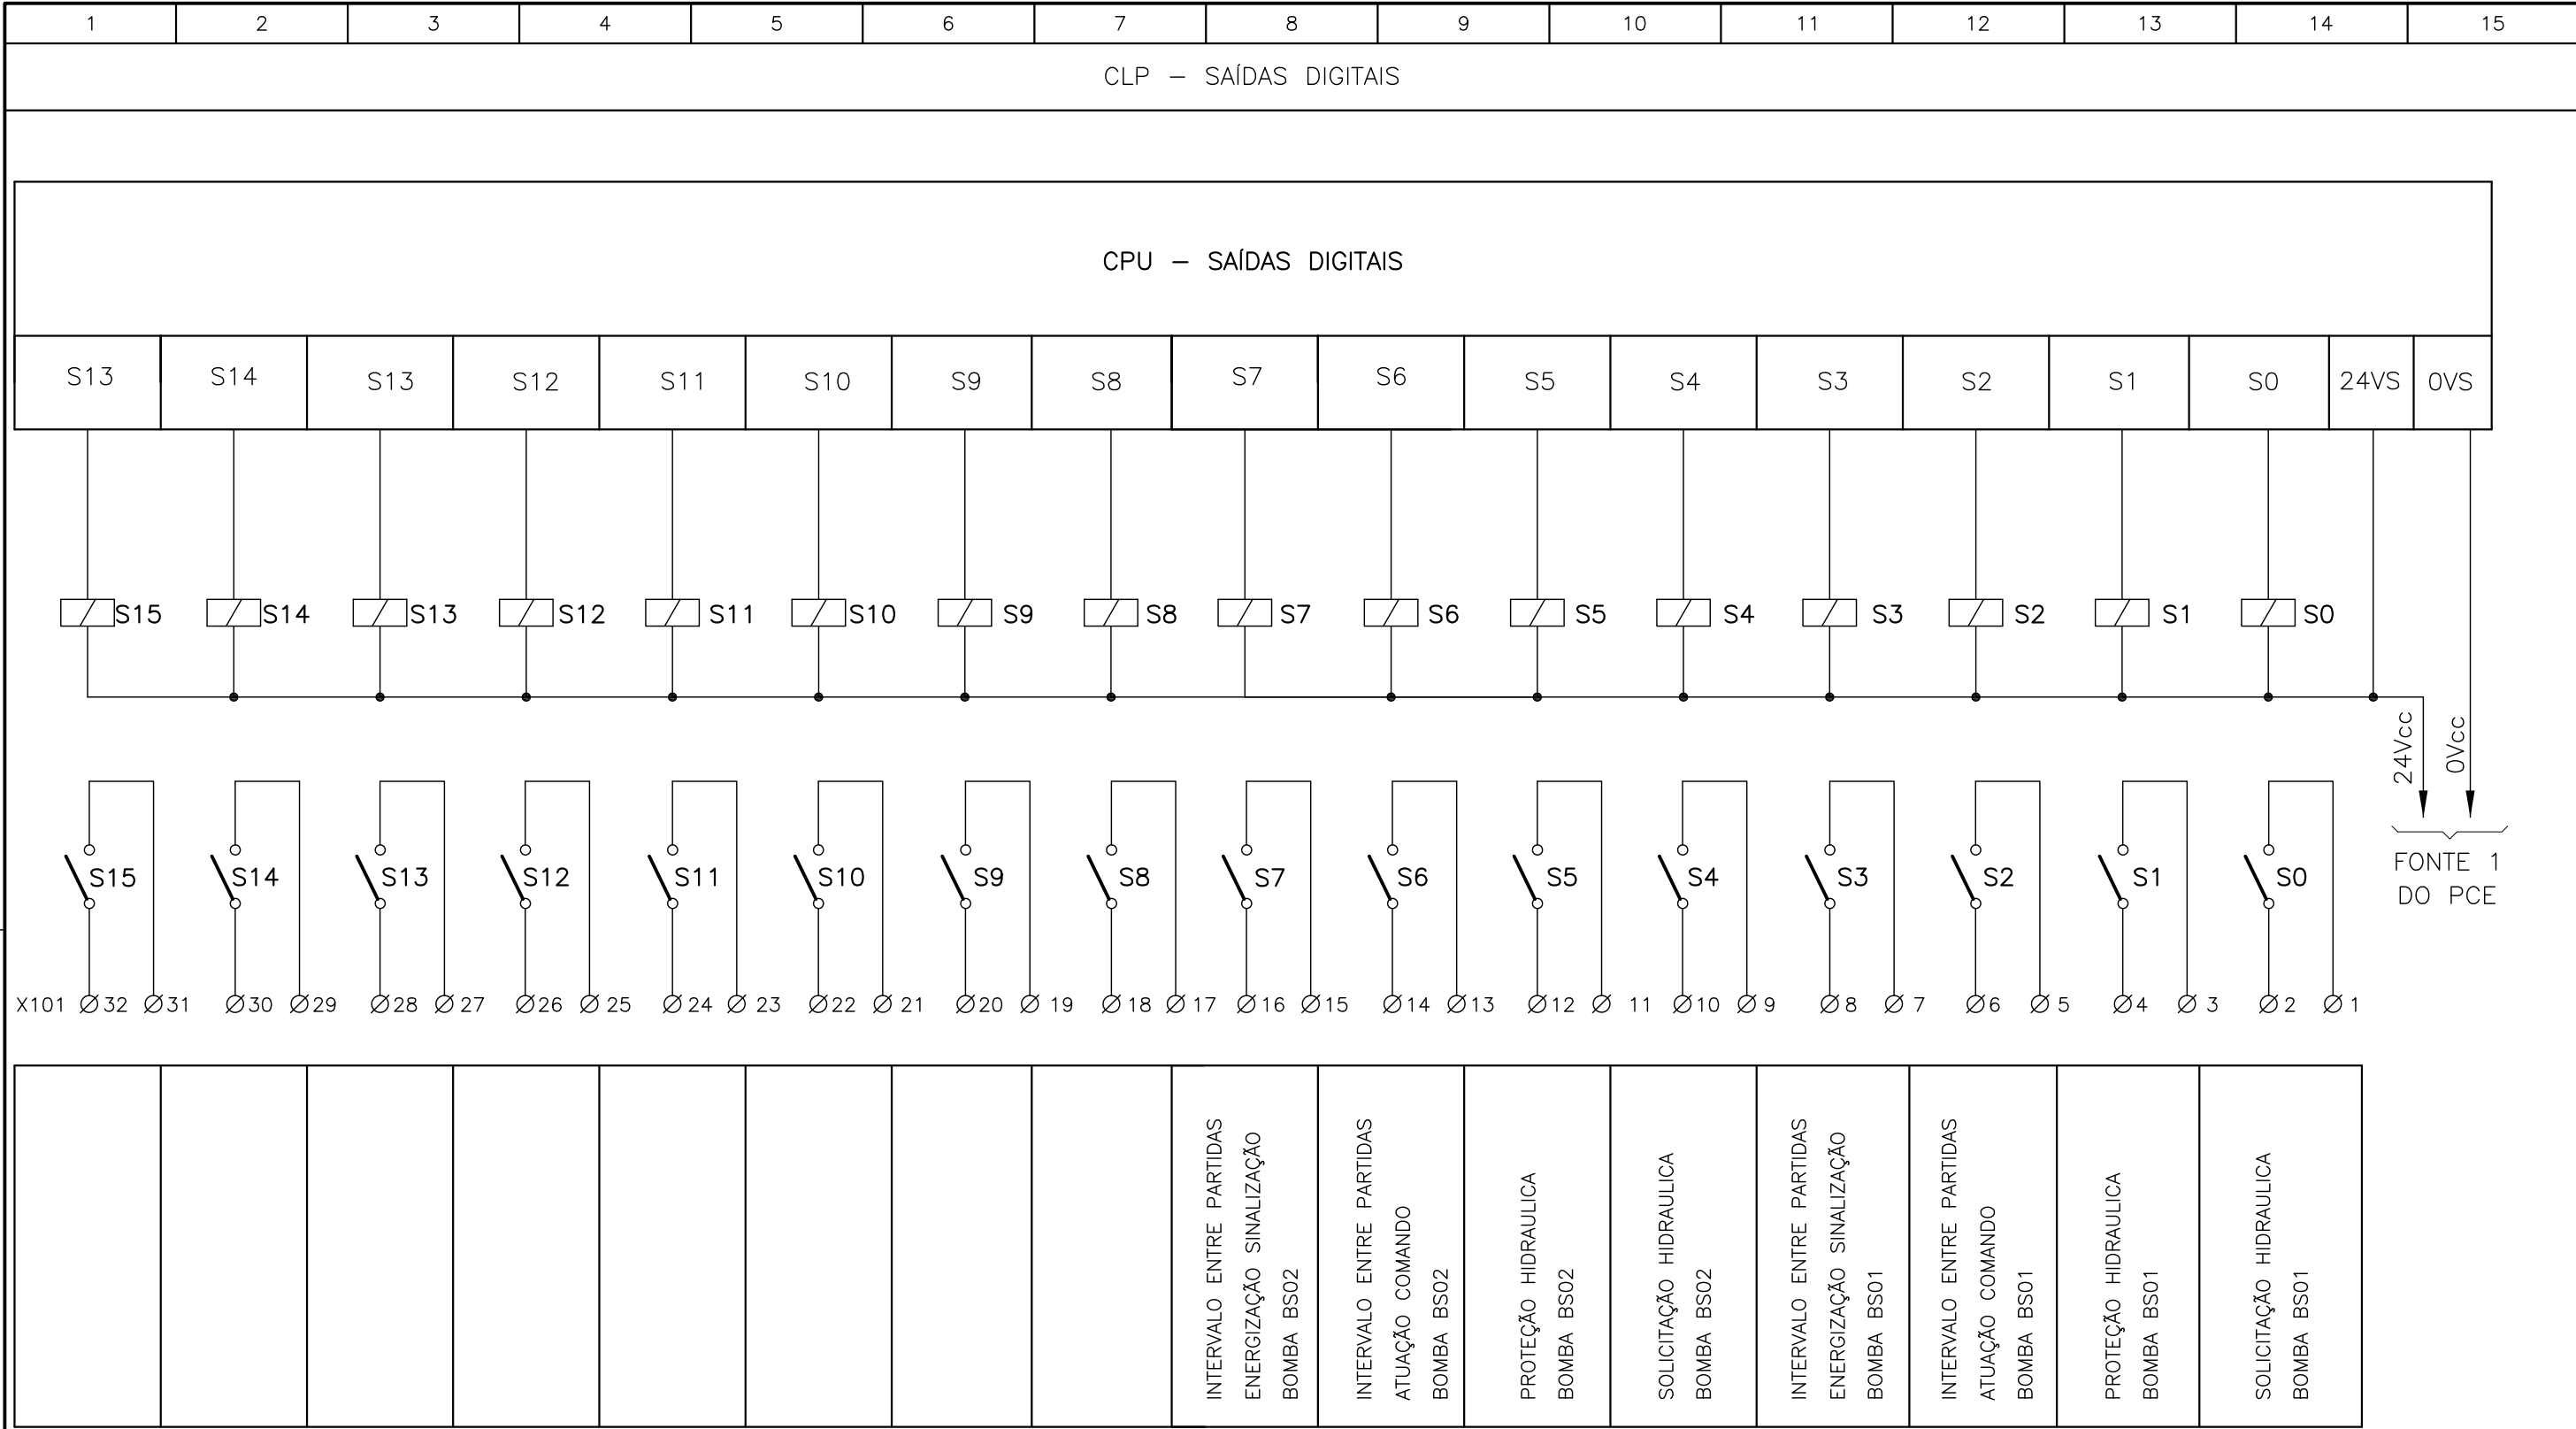 1 2 3 4 5 6 7 8 9 10 11 12 13 14 15
CLP – SAÍDAS DIGITAIS
CPU – SAÍDAS DIGITAIS
S13 S14 S13 S12 S11 S10 S9 S8 S7 S6 S5 S4 S3 S2 S1 S0 24VS 0VS
S15 S14 S13 S12 S11 S10 S9 S8 S7 S6 S5 S4 S3 S2 S1 S0
24Vcc
0Vcc
S15 S14 S13 S12 S11 S10 S9 S8 S7 S6 S5 S4 S3 S2 S1 S0
FONTE 1
DO PCE
X101 32 31 30 29 28 27 26 25 24 23 22 21 20 19 18 17 16 15 14 13 12 11 10 9 8 7 6 5 4 3 2 1
INTERVALO ENTRE PARTIDAS
ENERGIZAÇÃO SINALIZAÇÃO
BOMBA BS02
INTERVALO ENTRE PARTIDAS
ATUAÇÃO COMANDO
BOMBA BS02
PROTEÇÃO HIDRAULICA
BOMBA BS02
SOLICITAÇÃO HIDRAULICA
BOMBA BS02
INTERVALO ENTRE PARTIDAS
ENERGIZAÇÃO SINALIZAÇÃO
BOMBA BS01
INTERVALO ENTRE PARTIDAS
ATUAÇÃO COMANDO
BOMBA BS01
PROTEÇÃO HIDRAULICA
BOMBA BS01
SOLICITAÇÃO HIDRAULICA
BOMBA BS01